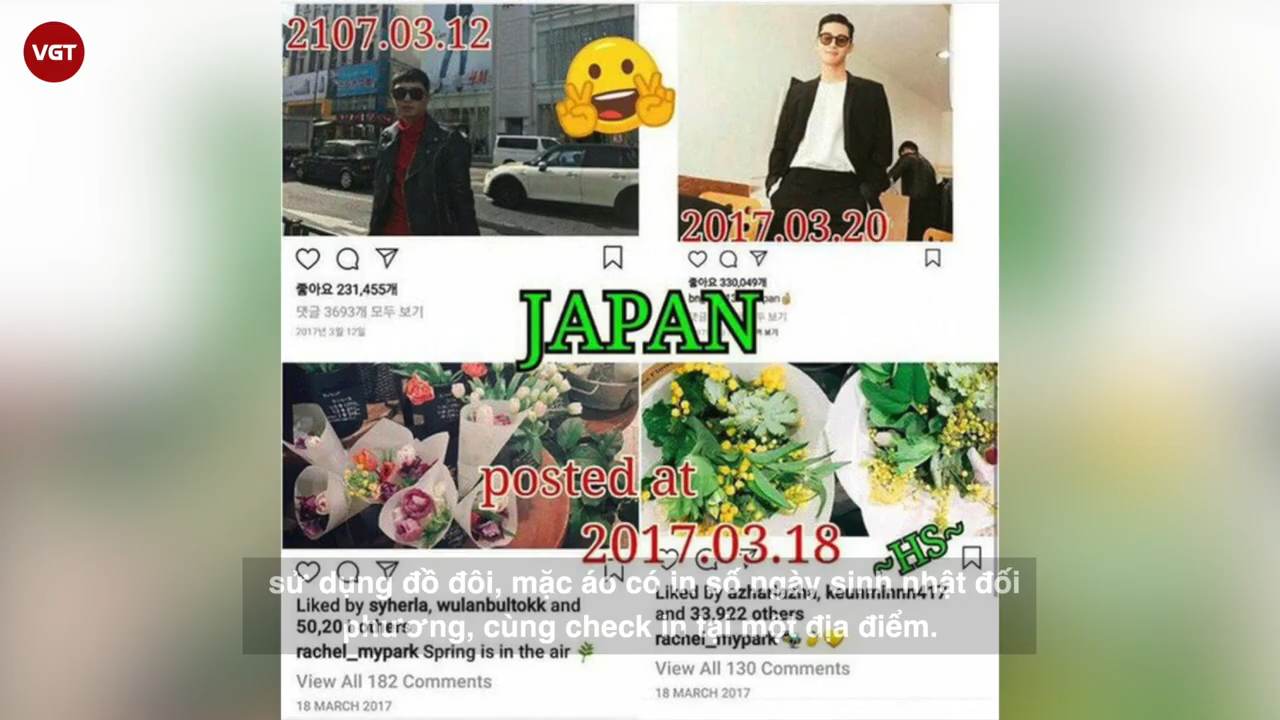 VGT
2107.03.12
2017.03.20
좋아요 231,455개
댓글 3693개 모두 보기
2017년 3월 12일
좋아요 330,049개
JAPAN
posted at
2017.03.18
~HS~
sử dụng đồ đôi, mặc áo có in số ngày sinh nhật đối
phương, cùng check in tại một địa điểm.
Liked by syherla, wulanbultokk and
50,20 others
rachel_mypark Spring is in the air
View All 182 Comments
18 MARCH 2017
Liked by
and 33,922 others
rachel_mypark
View All 130 Comments
18 MARCH 2017